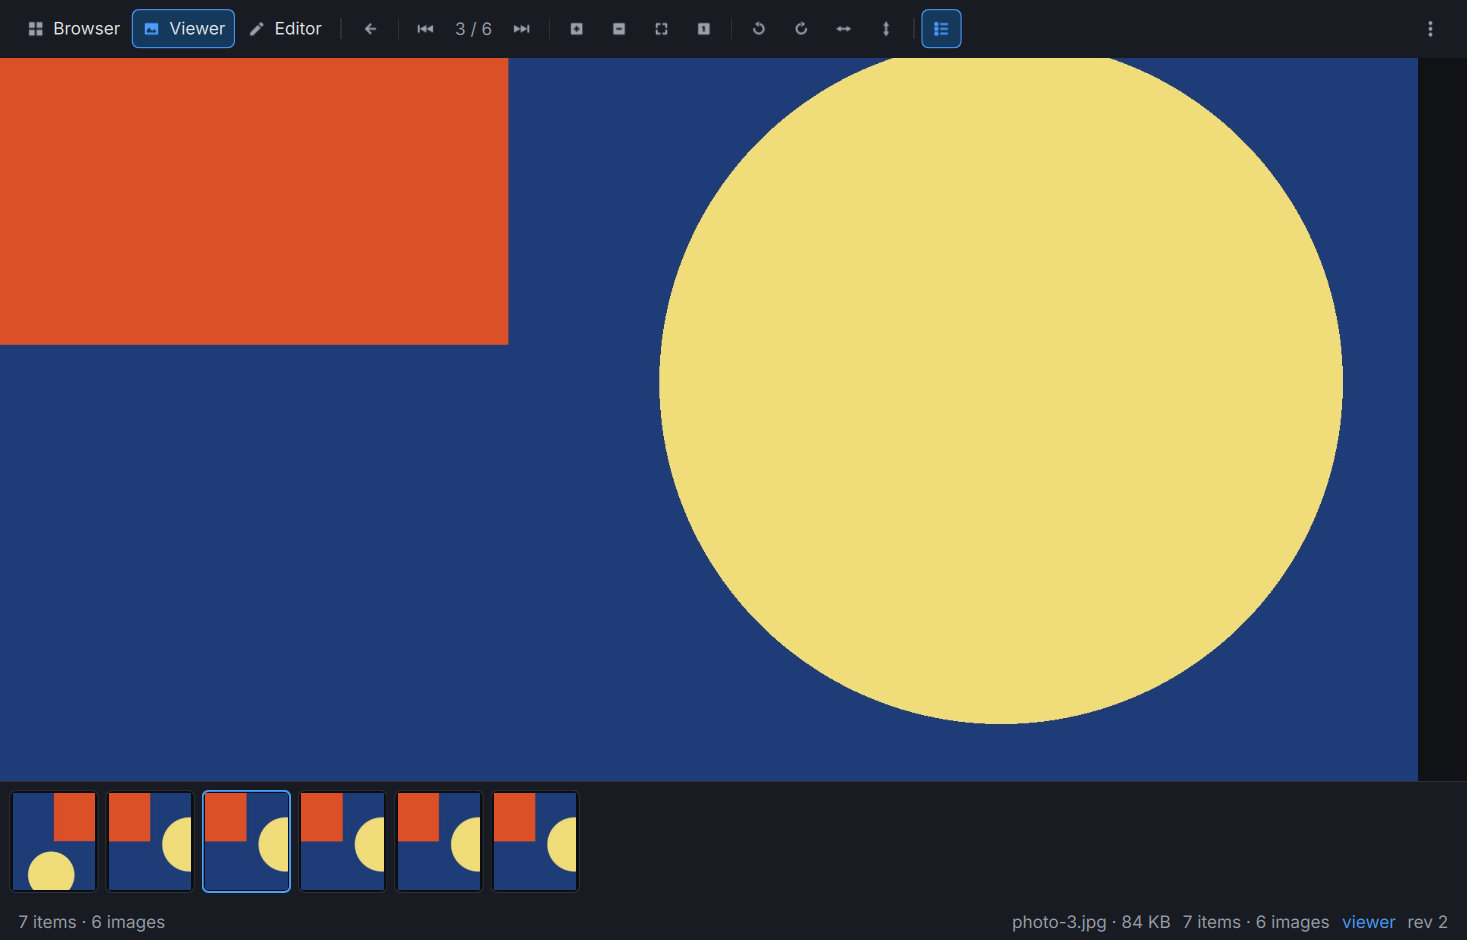 Browser Viewer Editor 3 / 6
7 items · 6 images photo-3.jpg · 84 KB 7 items · 6 images viewer rev 2